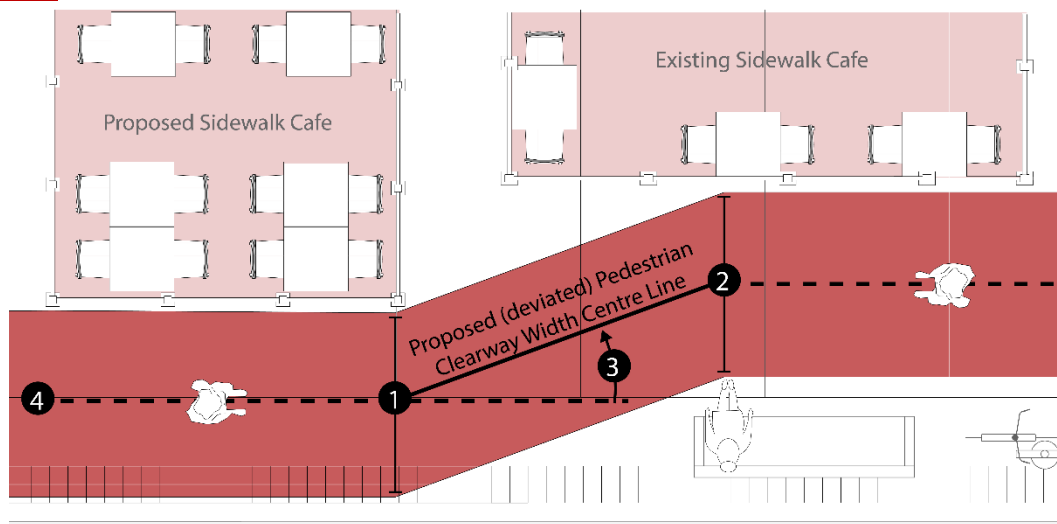 Existing Sidewalk Cafe
Proposed Sidewalk Cafe
Proposed (deviated) Pedestrian
Clearway Width Centre Line
2
3
4
1